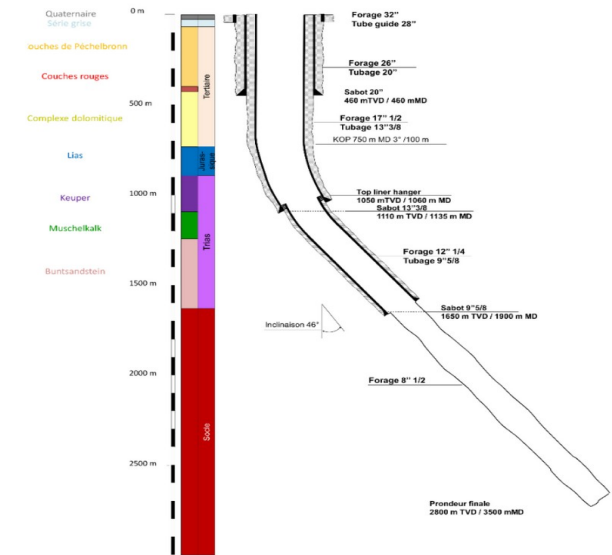 Quaternaire
Série grise
ouches de Péchelbronn
Couches rouges
Complexe dolomitique
Lias
Keuper
Muschelkalk
Buntsandstein
0 m
500 m
1000 m
1500 m
2000 m
2500 m
Tertiaire
Trias
Socle
Forage 32"
Tube guide 28"
Forage 26"
Tubage 20"
Sabot 20"
460 mTVD / 460 mMD
Forage 17" 1/2
Tubage 13"3/8
KOP 750 m MD 3° /100 m
Top liner hanger
1050 mTVD / 1060 m MD
Sabot 13"3/8
1110 m TVD / 1135 m MD
Forage 12" 1/4
Tubage 9"5/8
Sabot 9"5/8
1650 m TVD / 1900 m MD
Inclinaison 46°
Forage 8" 1/2
Prondeur finale
2800 m TVD / 3500 mMD